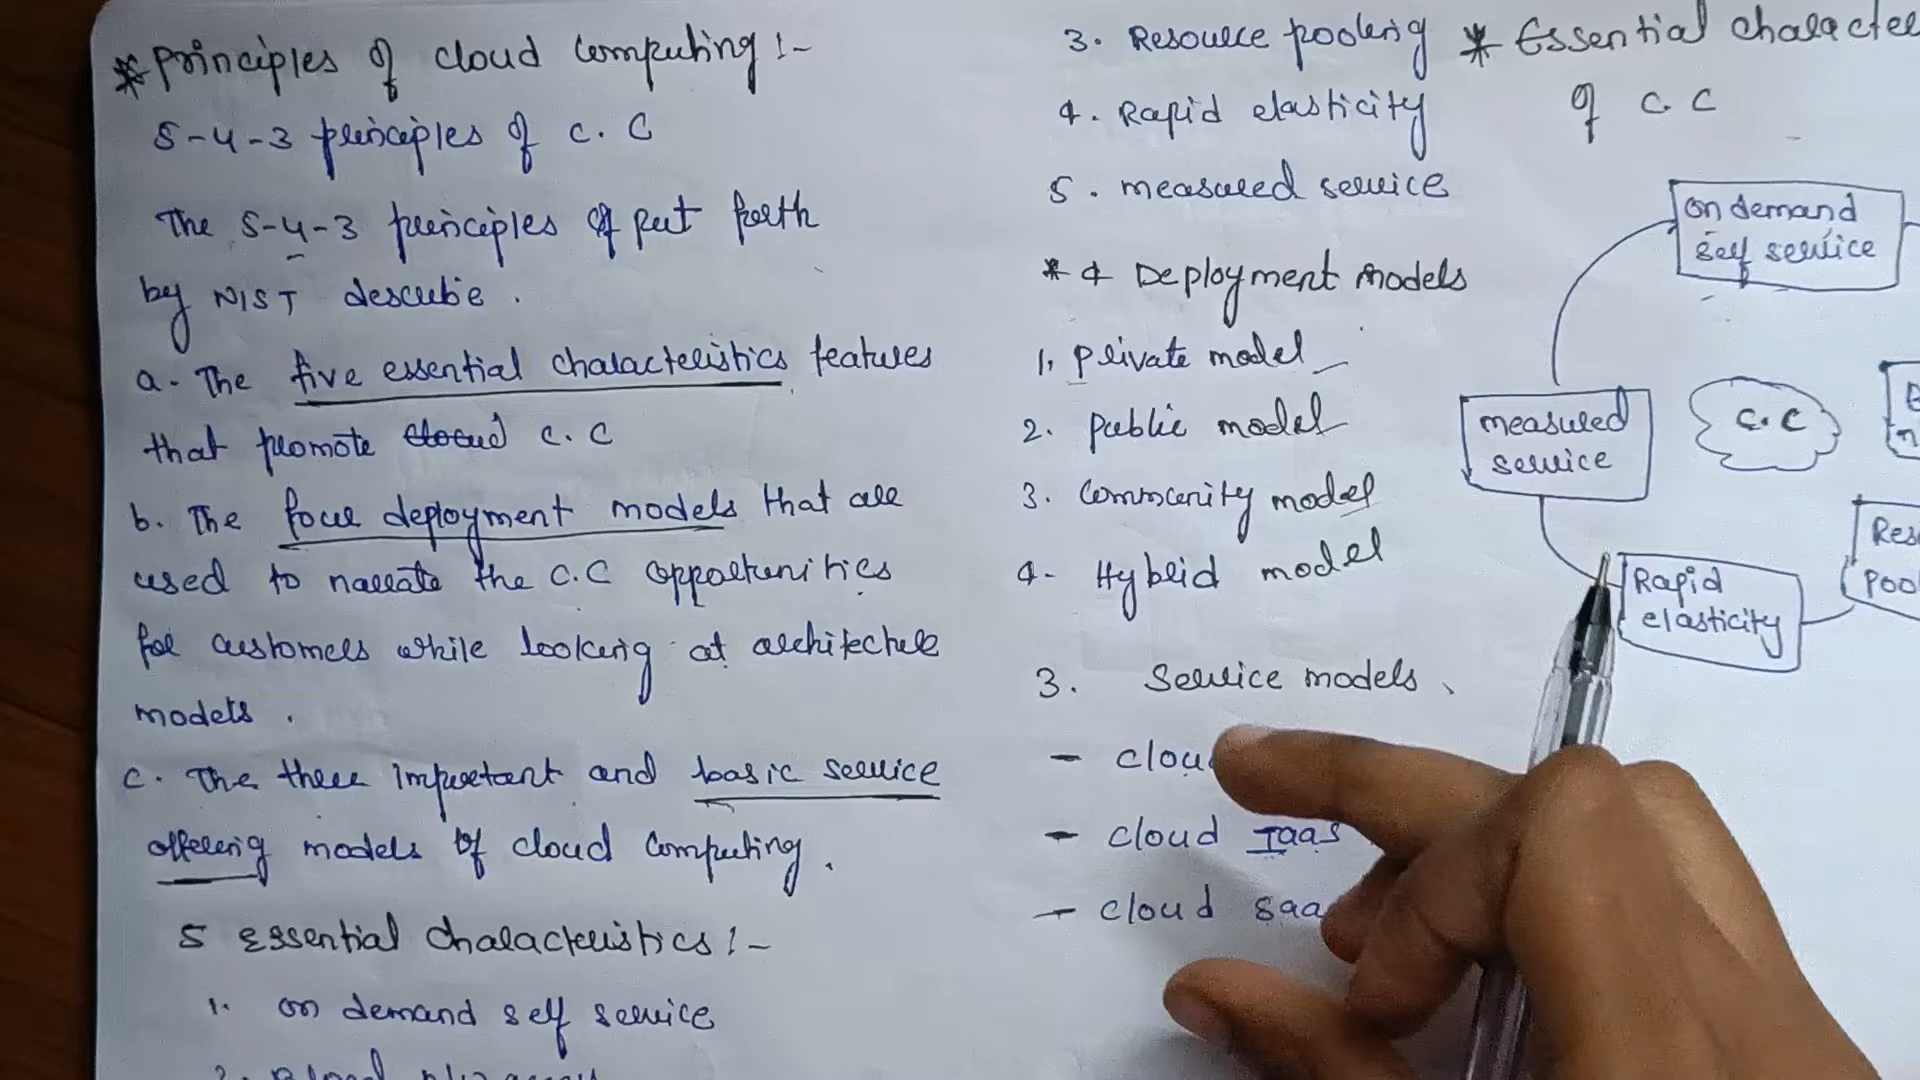 * Principles of cloud computing :-
5-4-3 principles of C.C
The 5-4-3 principles of put forth
by NIST describe.
a. The five essential characteristics features
that promote cloud C.C
b. The four deployment models that are
used to narrate the C.C opportunities
for customers while looking at architecture
models.
c. The three important and basic service
offering models of cloud computing.
5 Essential characteristics :-
1. on demand self service
3. Resource pooling
4. Rapid elasticity
5. measured service
* 4 Deployment models
1. private model
2. public model
3. Community model
4- Hybrid model
3. Service models.
- clou
- cloud Iaas
- cloud saa
* Essential character
of C.C
on demand
self service
measured
service
C.C
Rapid
elasticity
Res
poo